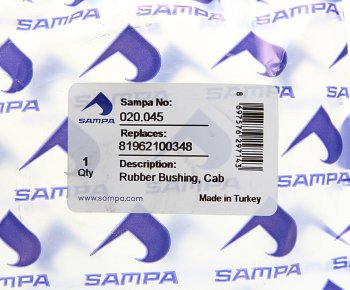 SAMPA
SAMPA
SAMPA
Sampa No:
020.045
Replaces:
81962100348
Description:
Rubber Bushing, Cab
SAMPA
1
Qty
www.sampa.com
Made in Turkey
SAMPA
SAMPA
SAMPA
SAMPA
SAMPA